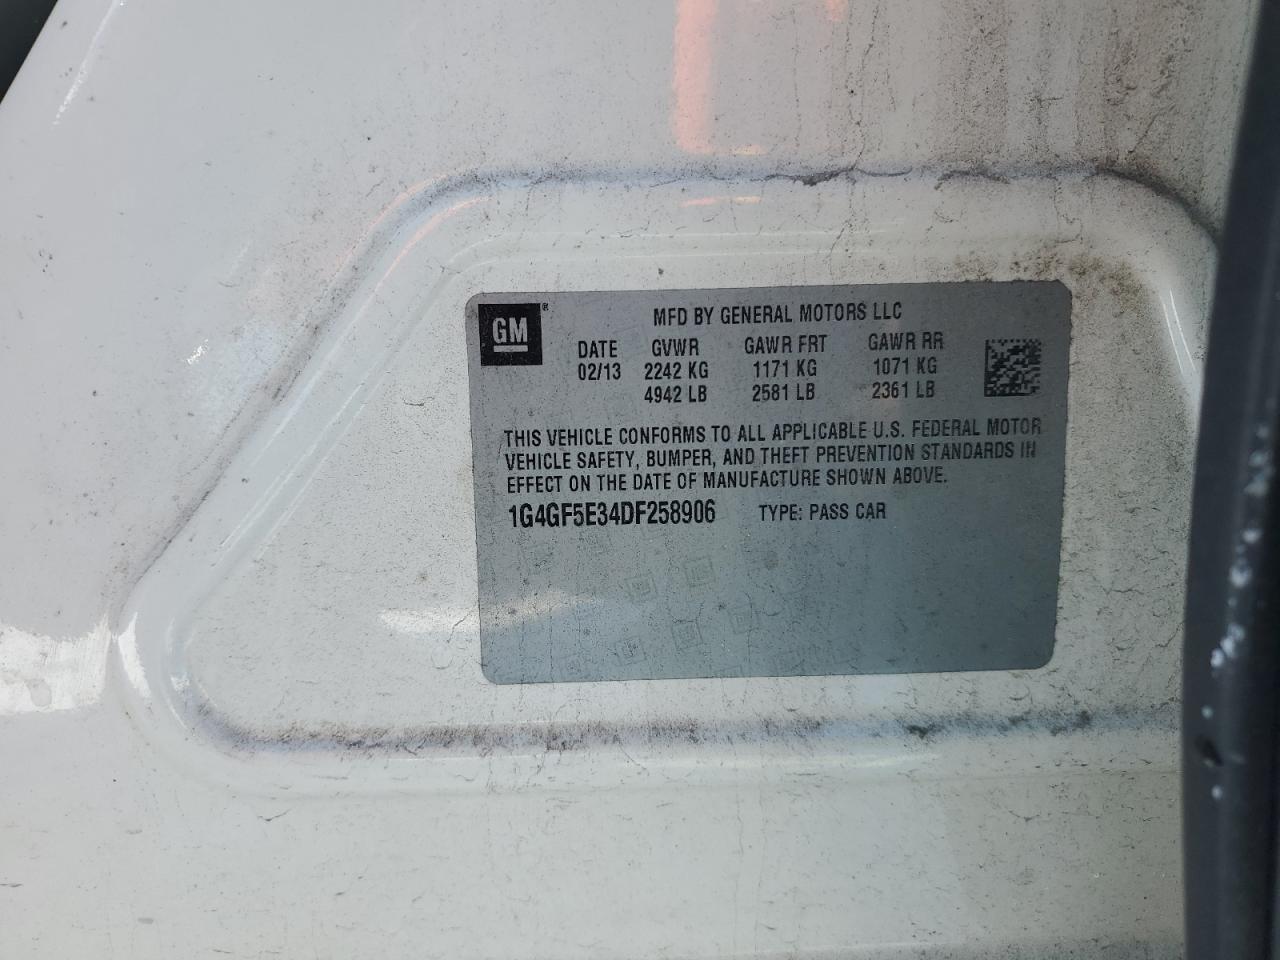 GM
MFD BY GENERAL MOTORS LLC
DATE GVWR GAWR FRT GAWR RR
02/13 2242 KG 1171 KG 1071 KG
4942 LB 2581 LB 2361 LB
THIS VEHICLE CONFORMS TO ALL APPLICABLE U.S. FEDERAL MOTOR
VEHICLE SAFETY, BUMPER, AND THEFT PREVENTION STANDARDS IN
EFFECT ON THE DATE OF MANUFACTURE SHOWN ABOVE.
1G4GF5E34DF258906 TYPE: PASS CAR